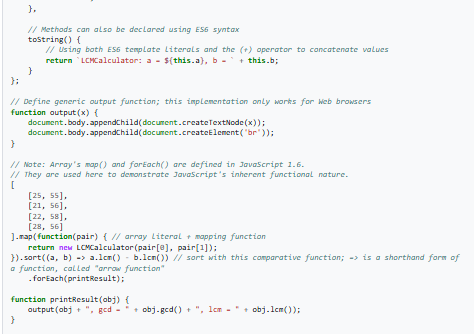 },
// Methods can also be declared using ES6 syntax
toString() {
// Using both ES6 template literals and the (+) operator to concatenate values
return `LCMCalculator: a = ${this.a}, b = ` + this.b;
}
};
// Define generic output function; this implementation only works for Web browsers
function output(x) {
document.body.appendChild(document.createTextNode(x));
document.body.appendChild(document.createElement('br'));
}
// Note: Array's map() and forEach() are defined in JavaScript 1.6.
// They are used here to demonstrate JavaScript's inherent functional nature.
[
[25, 55],
[21, 56],
[22, 58],
[28, 56]
].map(function(pair) { // array literal + mapping function
return new LCMCalculator(pair[0], pair[1]);
}).sort((a, b) => a.lcm() - b.lcm()) // sort with this comparative function; => is a shorthand form of
a function, called "arrow function"
.forEach(printResult);
function printResult(obj) {
output(obj + ", gcd = " + obj.gcd() + ", lcm = " + obj.lcm());
}